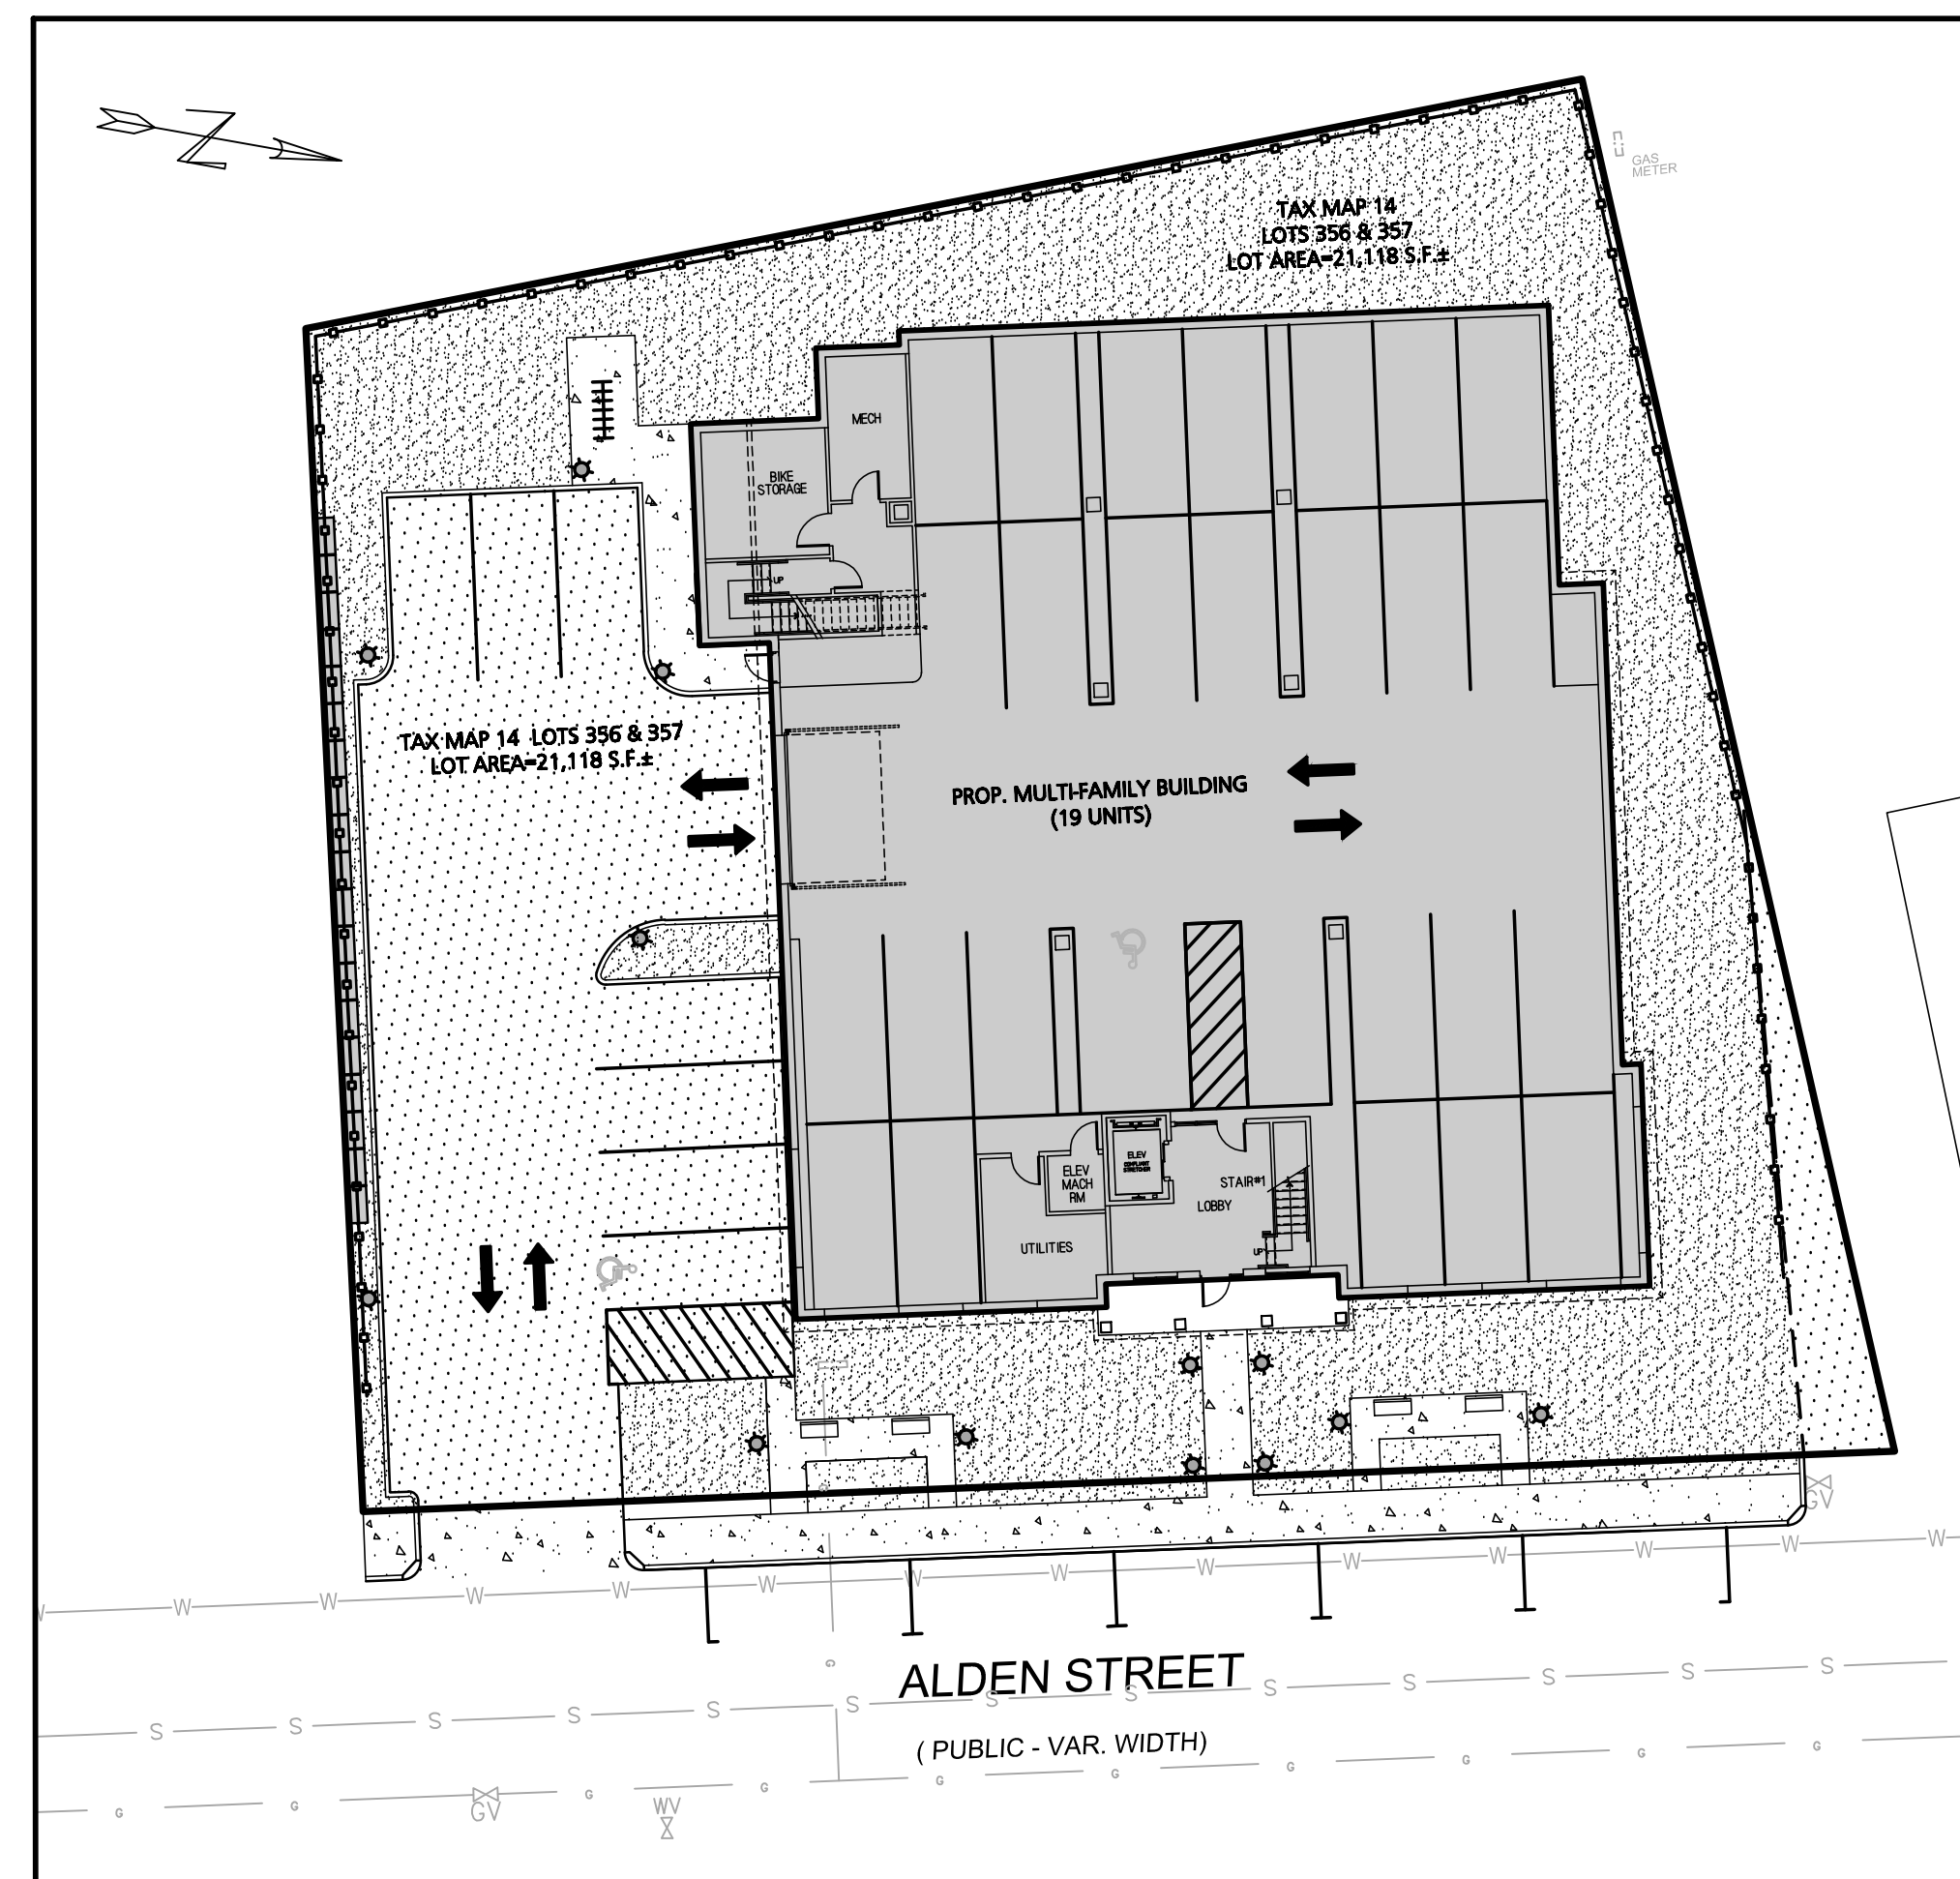 Z
GAS
METER
TAX MAP 14
LOTS 356 & 357
LOT AREA=21,118 S.F.±
MECH
BIKE
STORAGE
UP
TAX MAP 14 LOTS 356 & 357
LOT AREA=21,118 S.F.±
PROP. MULTI-FAMILY BUILDING
(19 UNITS)
ELEV
COMPLIANT
STRETCHER
ELEV
MACH
RM
STAIR#1
LOBBY
UTILITIES
UP
GV
W W W W W W W W W W W W W W
G
ALDEN STREET
S S S S S S S S S S S S S
( PUBLIC - VAR. WIDTH)
G G G G G G G G G G
GV
WV